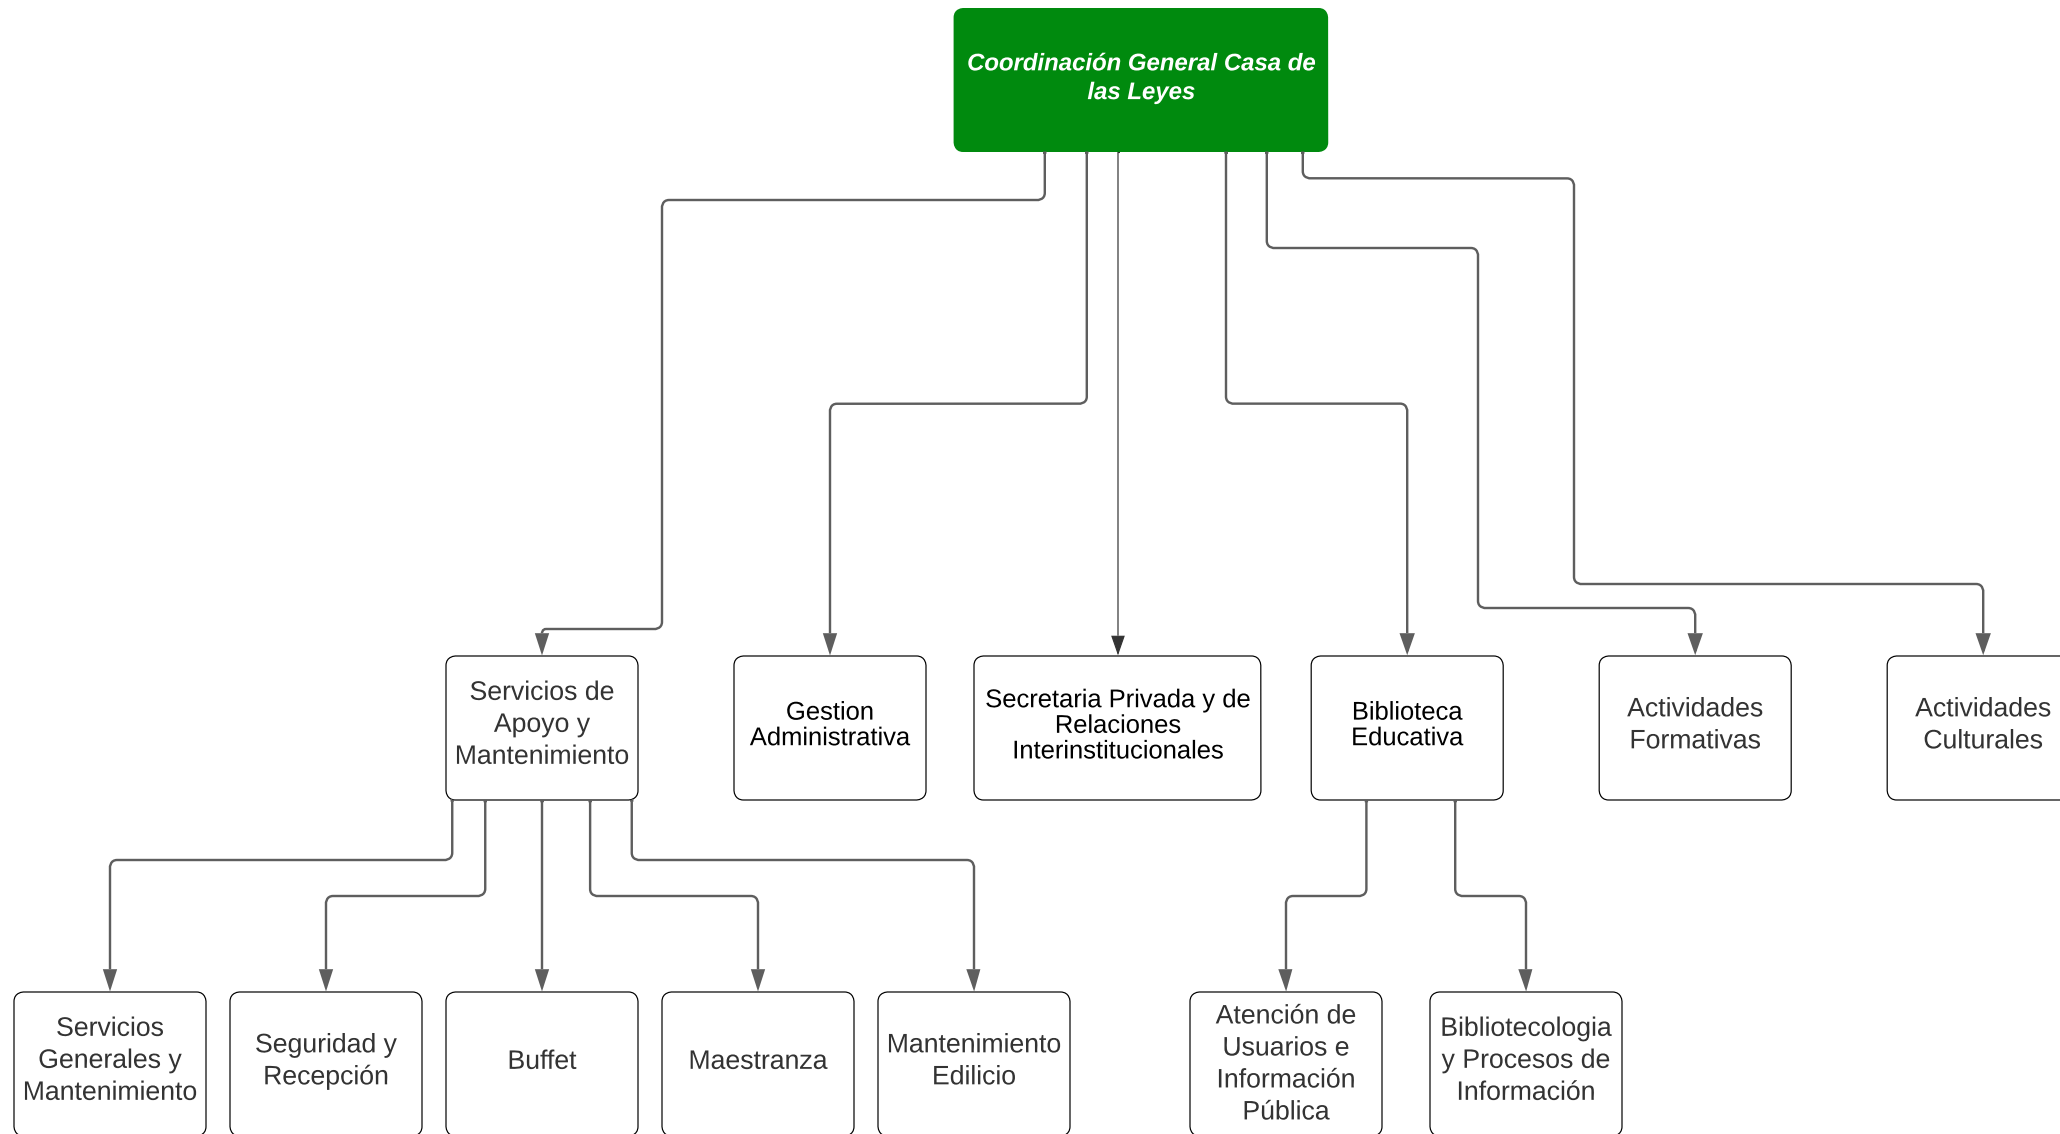 Coordinación General Casa de
las Leyes
Servicios de
Apoyo y
Mantenimiento
Gestion
Administrativa
Secretaria Privada y de
Relaciones
Interinstitucionales
Biblioteca
Educativa
Actividades
Formativas
Actividades
Culturales
Servicios
Generales y
Mantenimiento
Seguridad y
Recepción
Buffet
Maestranza
Mantenimiento
Edilicio
Atención de
Usuarios e
Información
Pública
Bibliotecologia
y Procesos de
Información